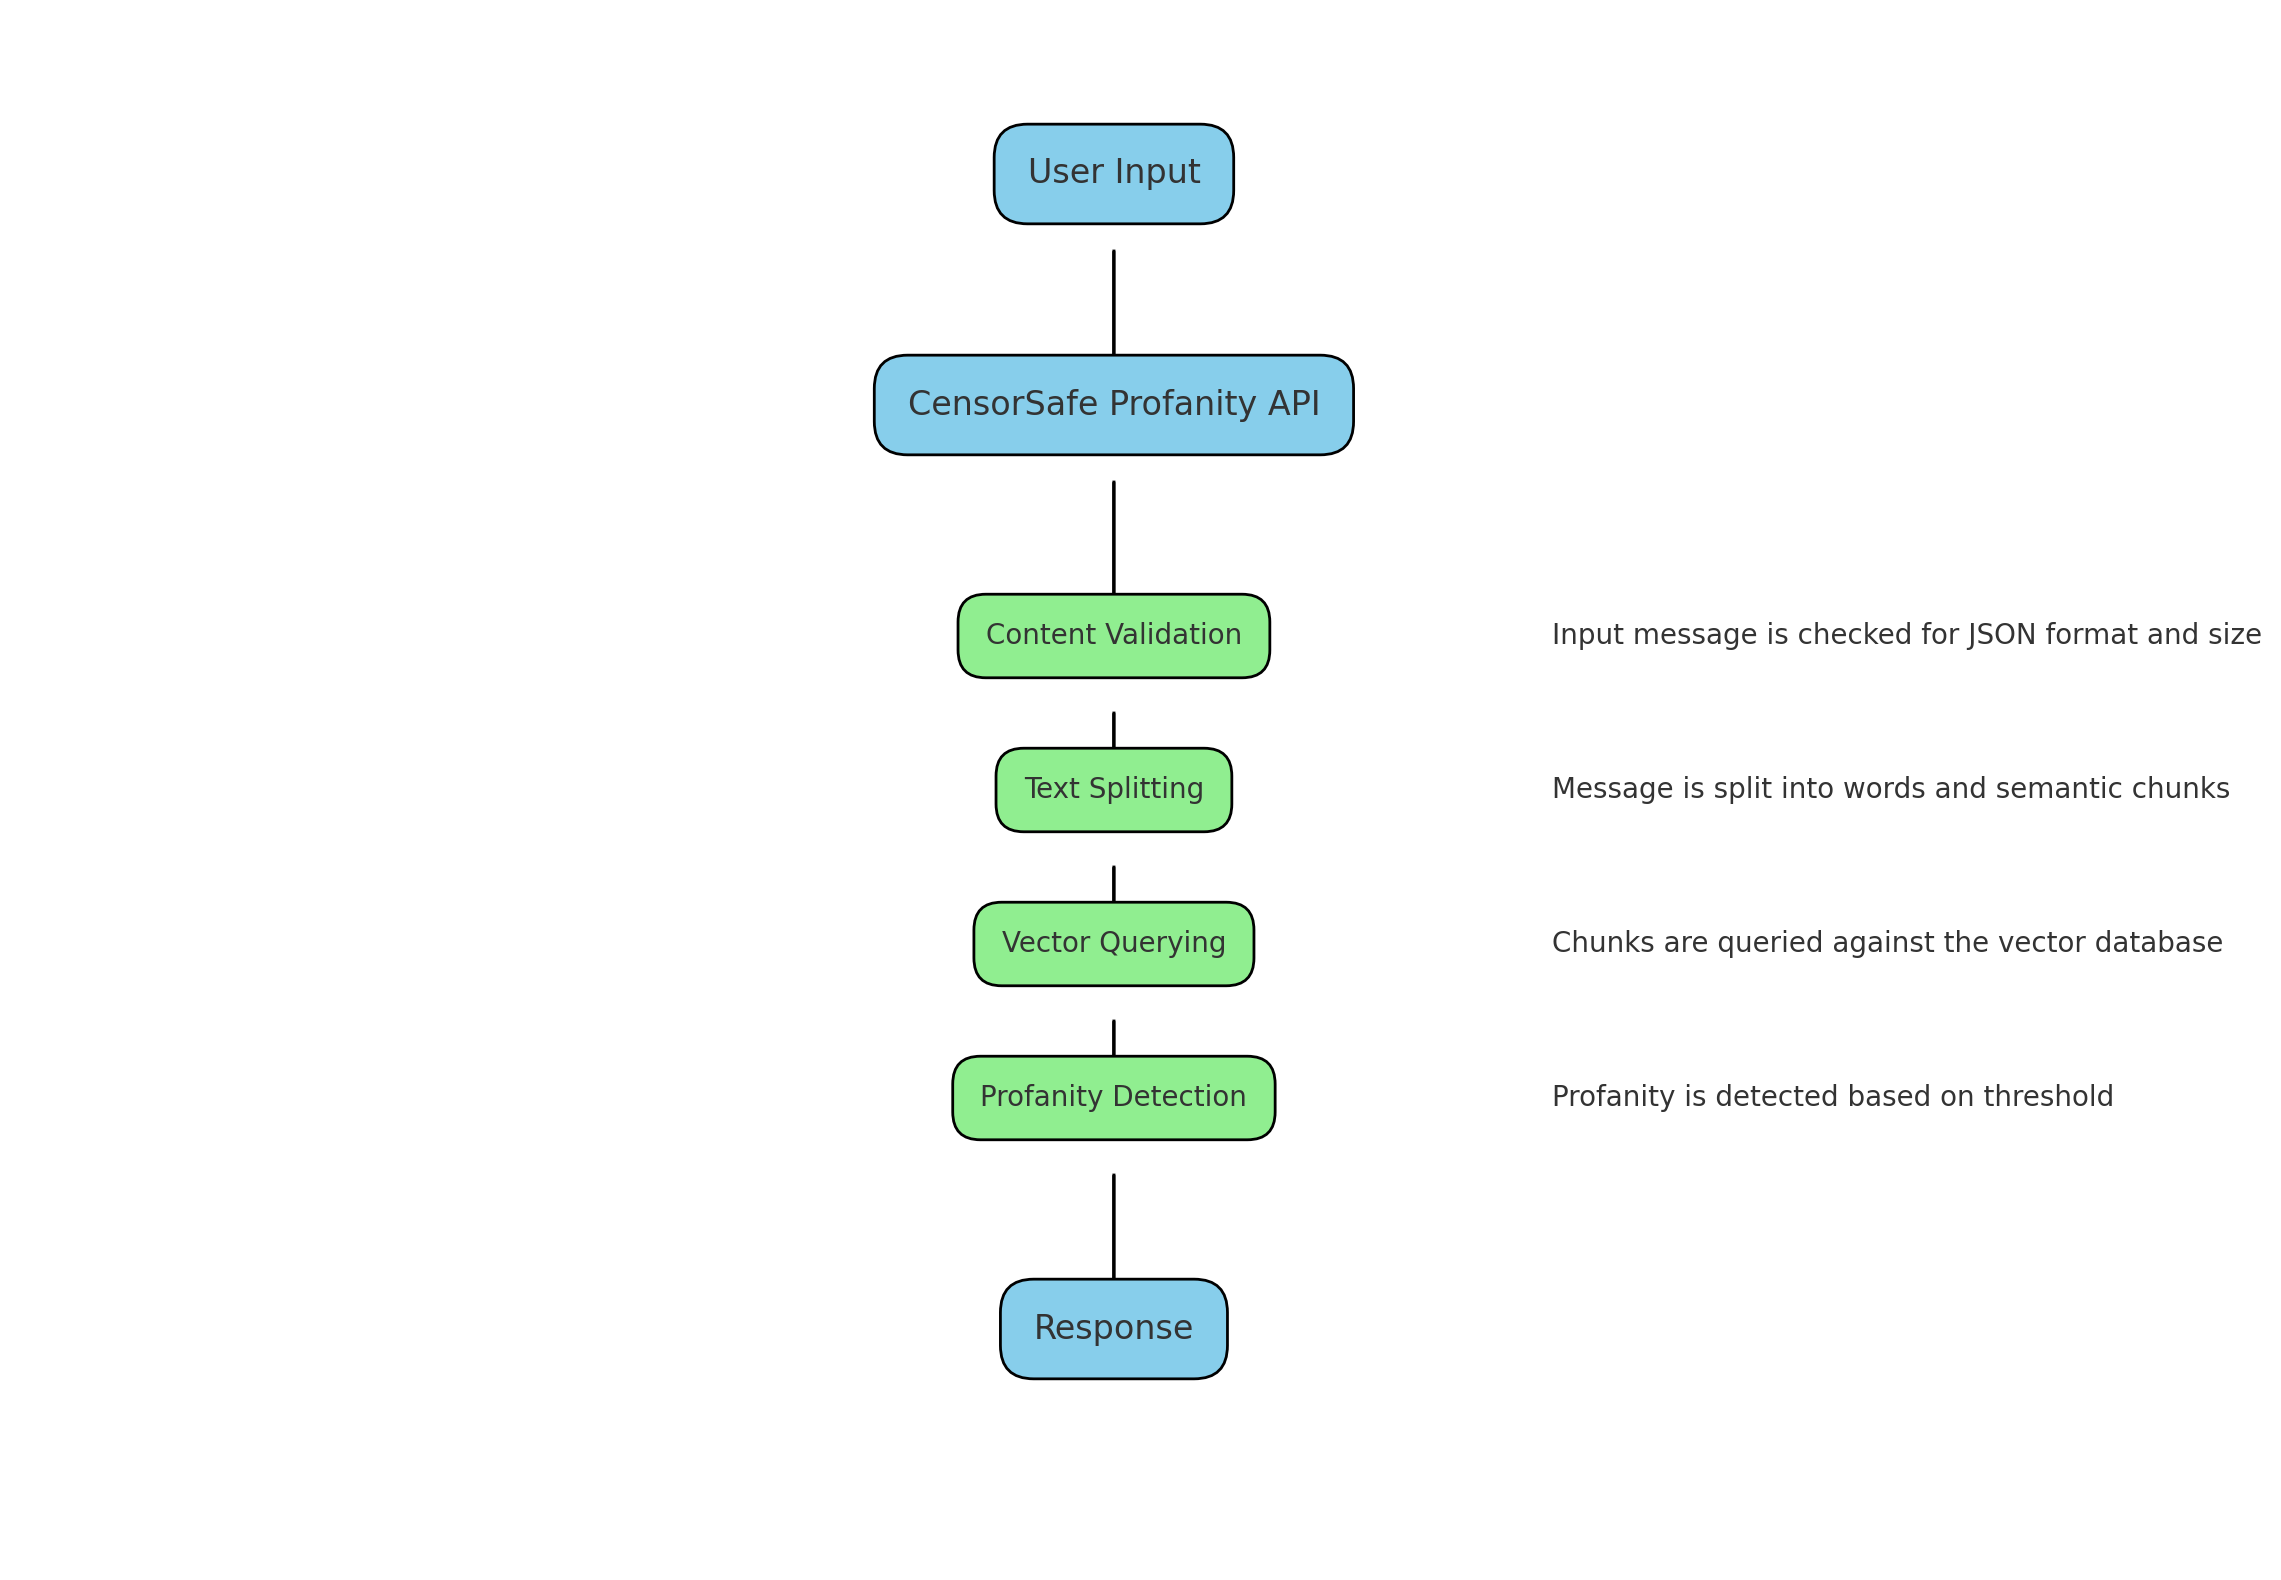 User Input
CensorSafe Profanity API
Content Validation
Input message is checked for JSON format and size
Text Splitting
Message is split into words and semantic chunks
Vector Querying
Chunks are queried against the vector database
Profanity Detection
Profanity is detected based on threshold
Response